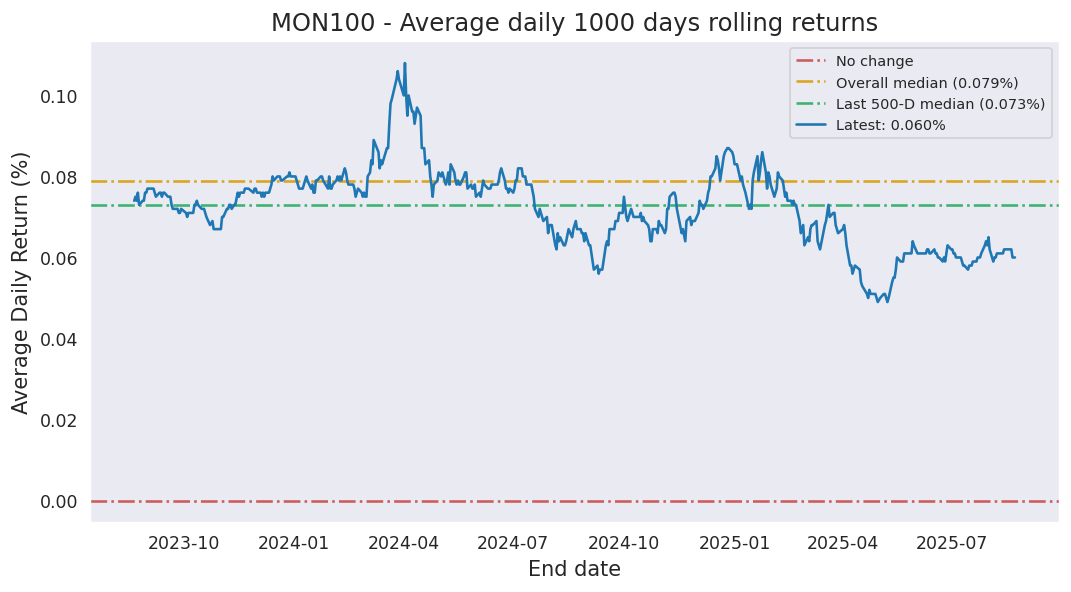 MON100 - Average daily 1000 days rolling returns
No change
Overall median (0.079%)
Last 500-D median (0.073%)
Latest: 0.060%
Average Daily Return (%)
0.10
0.08
0.06
0.04
0.02
0.00
2023-10 2024-01 2024-04 2024-07 2024-10 2025-01 2025-04 2025-07
End date